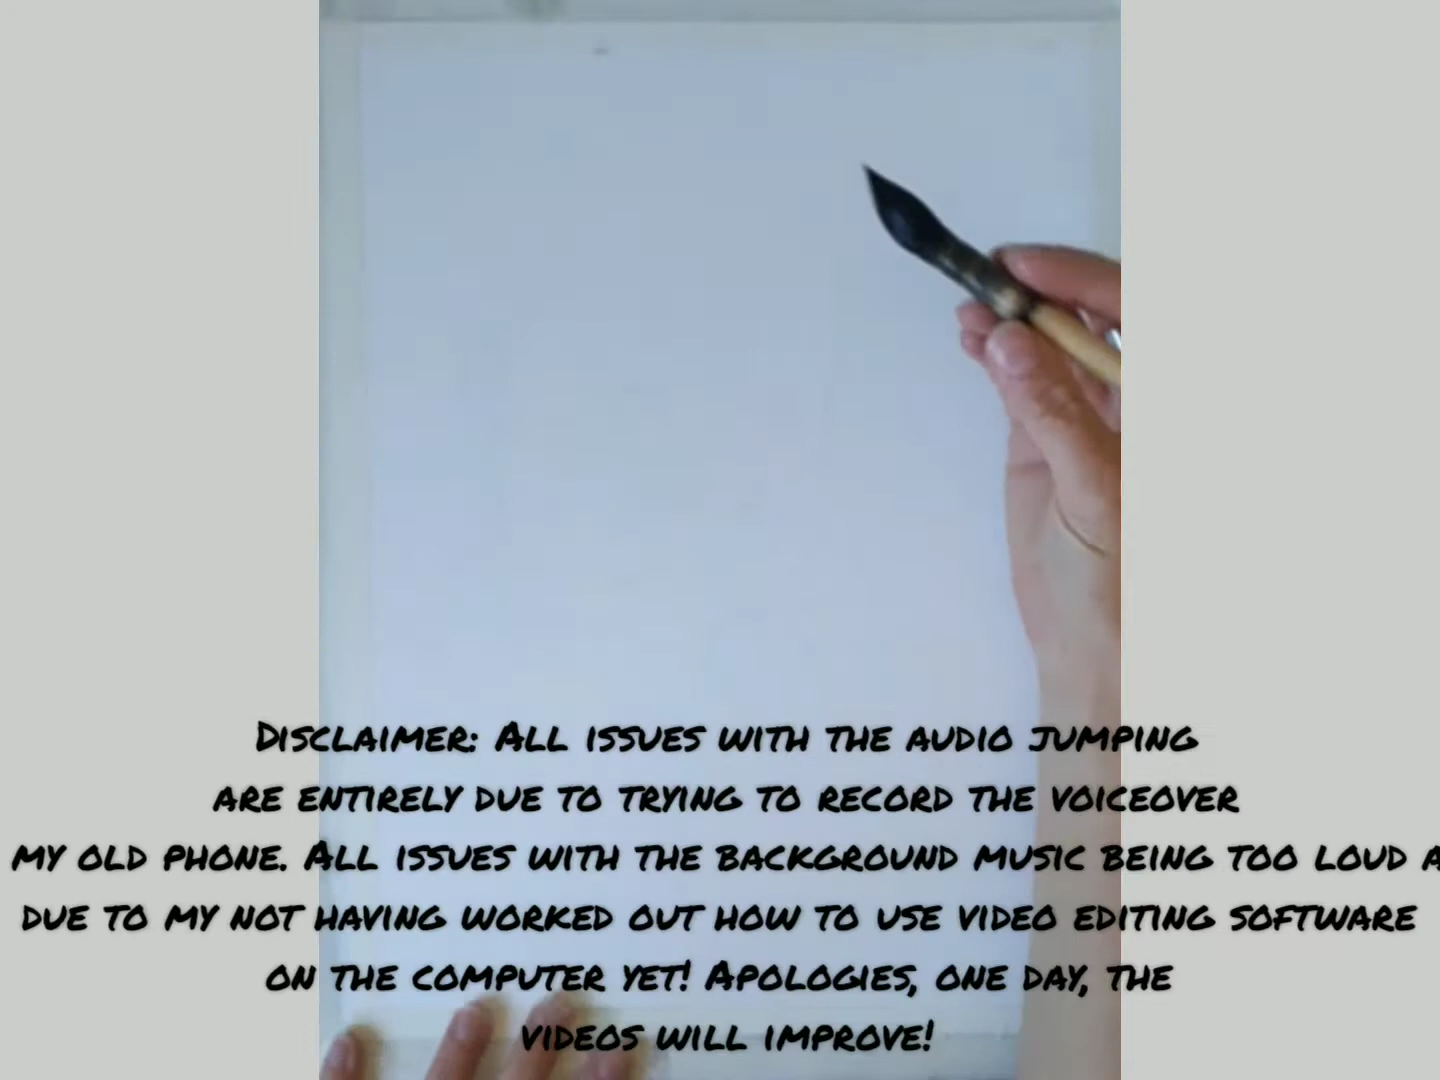 Disclaimer: All issues with the audio jumping
are entirely due to trying to record the voiceover
my old phone. All issues with the background music being too loud a
due to my not having worked out how to use video editing software
on the computer yet! Apologies, one day, the
videos will improve!